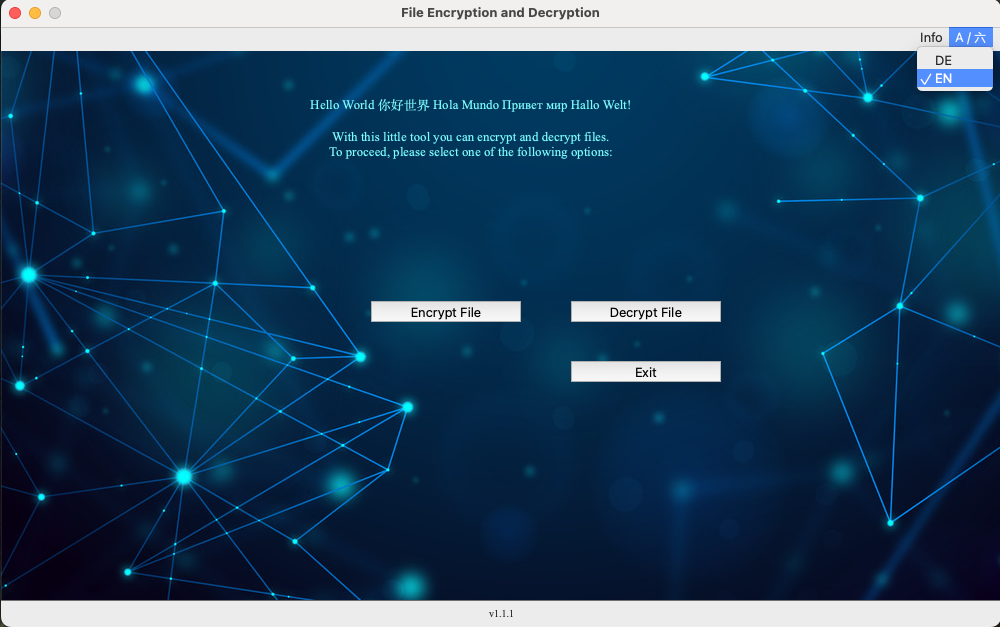 File Encryption and Decryption
Info A / 六
DE
✓ EN
Hello World 你好世界 Hola Mundo Привет мир Hallo Welt!
With this little tool you can encrypt and decrypt files.
To proceed, please select one of the following options:
Encrypt File Decrypt File
Exit
v1.1.1